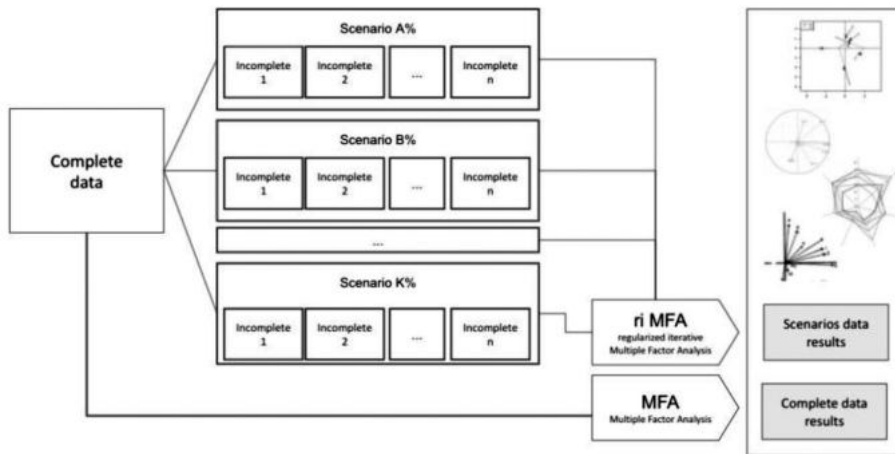 Complete
data
Scenario A%
Incomplete
1
Incomplete
2
...
Incomplete
n
Scenario B%
Incomplete
1
Incomplete
2
...
Incomplete
n
...
Scenario K%
Incomplete
1
Incomplete
2
...
Incomplete
n
ri MFA
regularized iterative
Multiple Factor Analysis
MFA
Multiple Factor Analysis
Scenarios data
results
Complete data
results